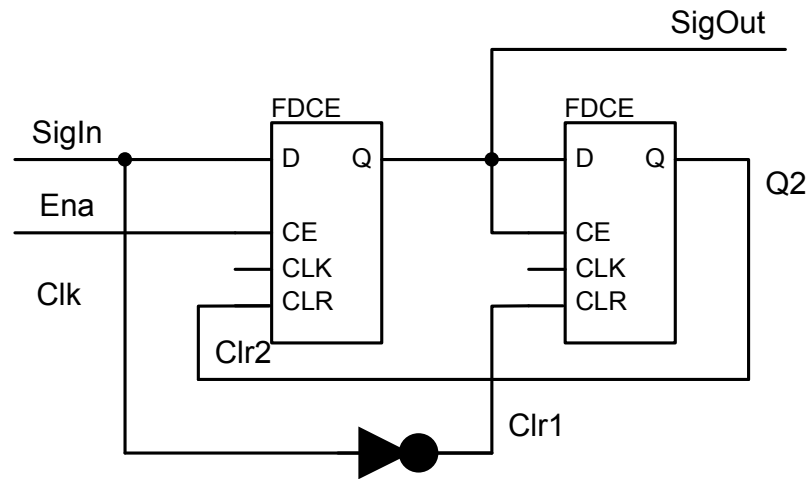 SigOut
FDCE
FDCE
SigIn
D
Q
D
Q
Q2
Ena
CE
CE
Clk
CLK
CLK
CLR
CLR
Clr2
Clr1